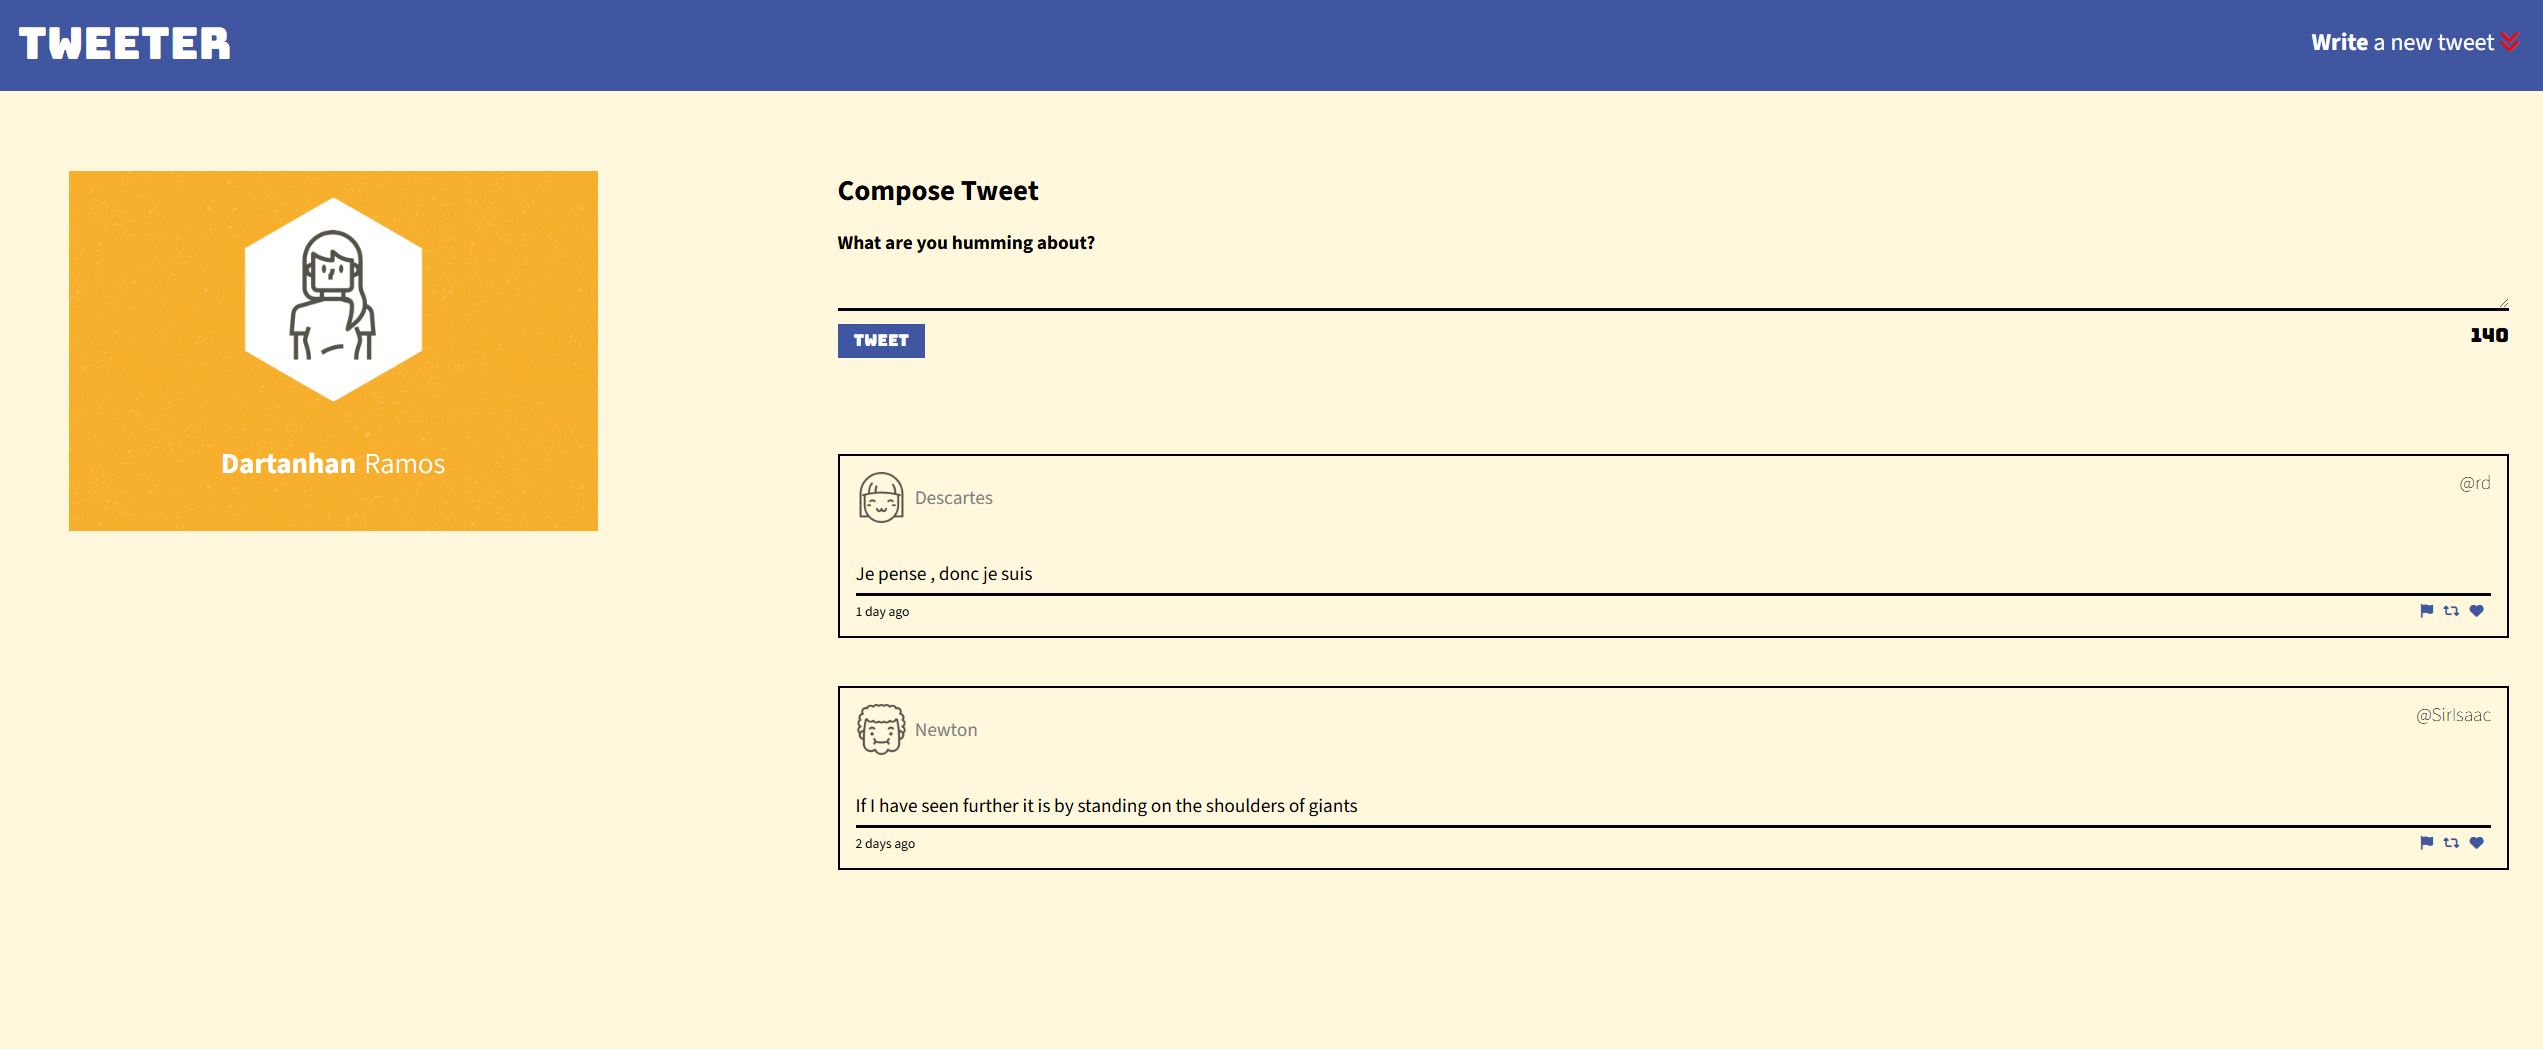 TWEETER
Write a new tweet
Dartanhan Ramos
Compose Tweet
What are you humming about?
TWEET
140
Descartes
@rd
Je pense , donc je suis
1 day ago
Newton
@SirIsaac
If I have seen further it is by standing on the shoulders of giants
2 days ago